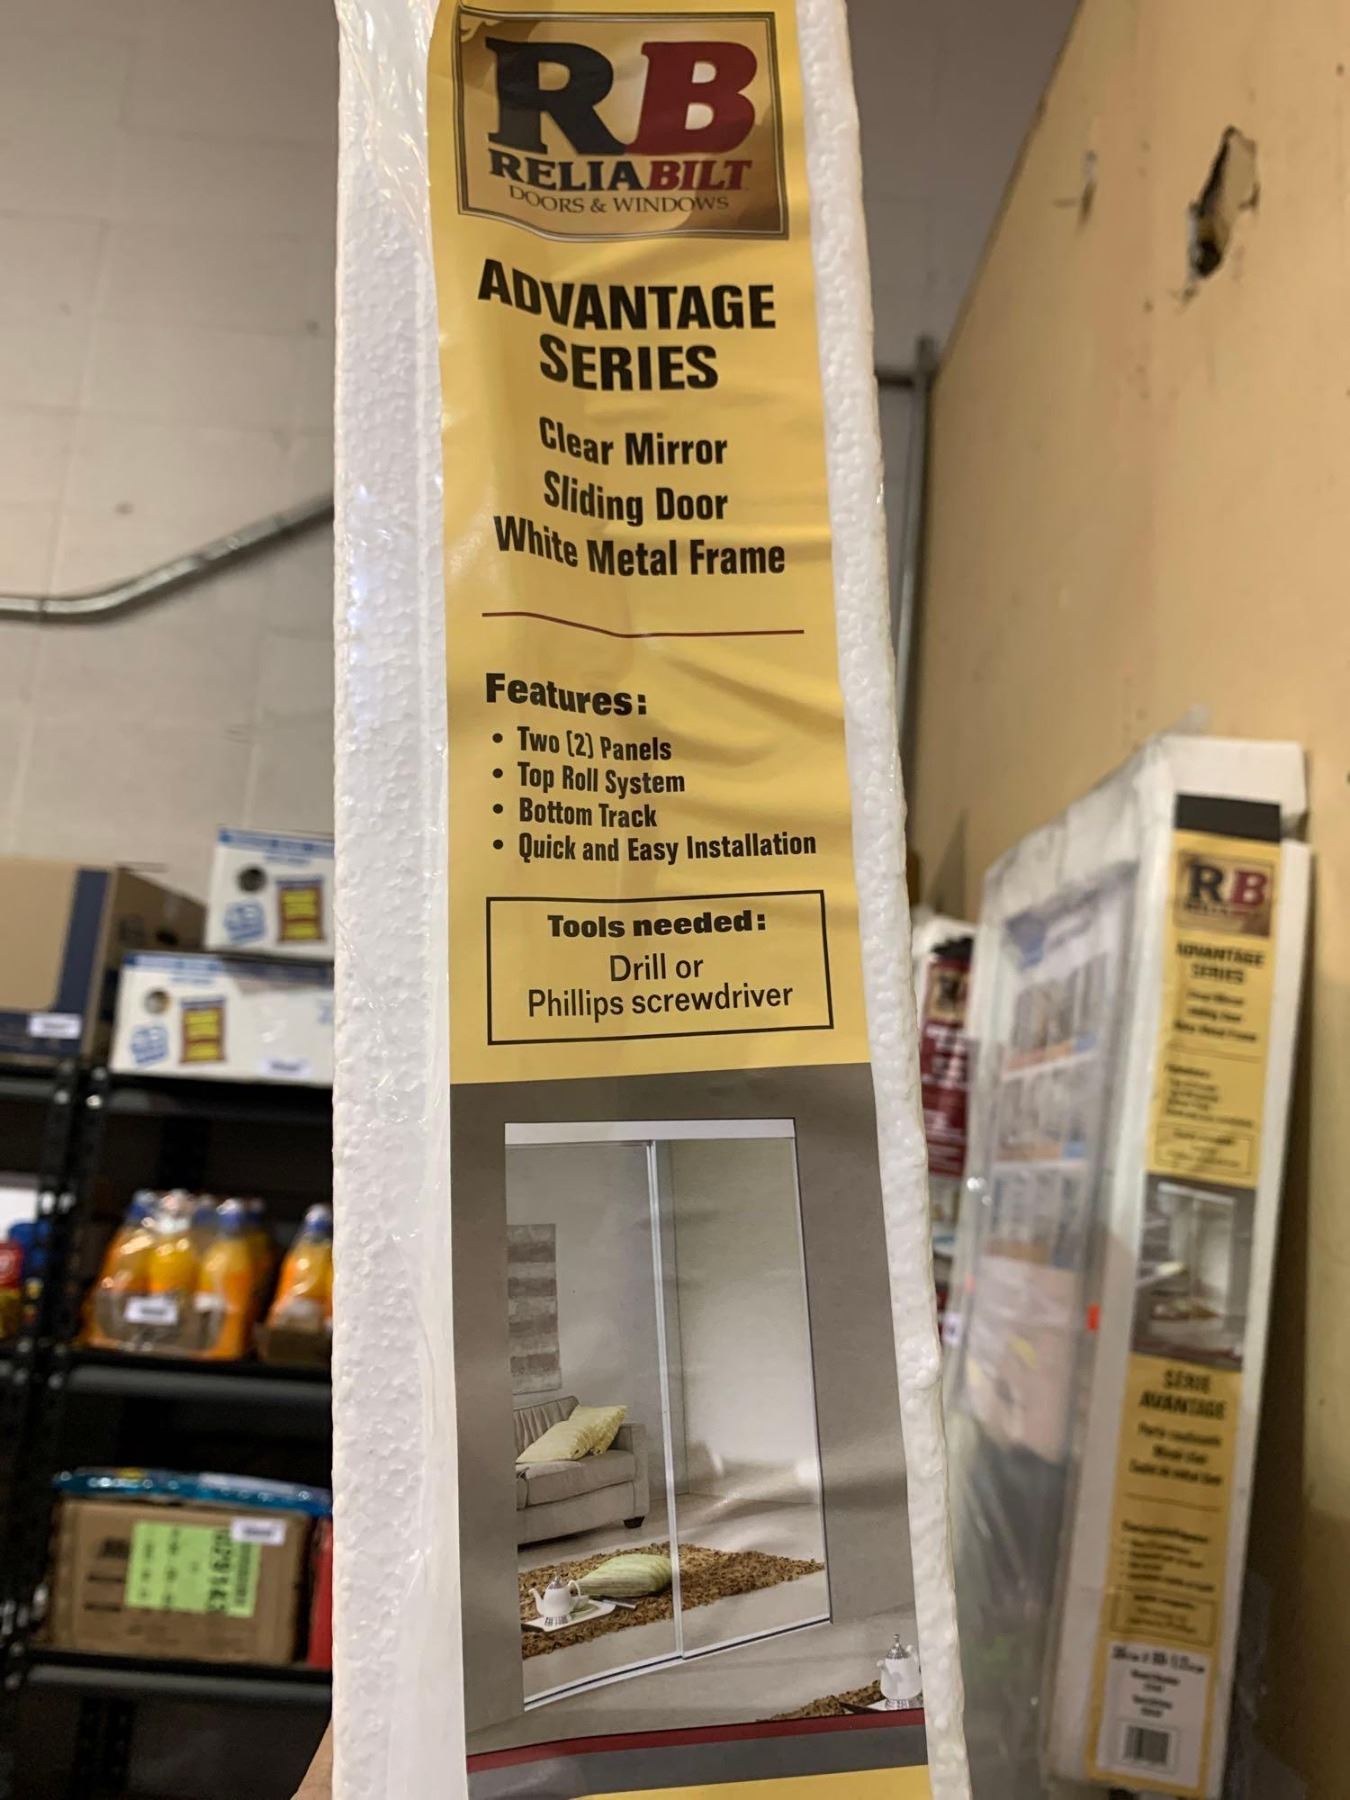 RB
RELIABILT
DOORS & WINDOWS
ADVANTAGE
SERIES
Clear Mirror
Sliding Door
White Metal Frame
Features:
• Two (2) Panels
• Top Roll System
• Bottom Track
• Quick and Easy Installation
Tools needed:
Drill or
Phillips screwdriver
RB
ADVANTAGE
SERIES
SÉRIE
AVANTAGE